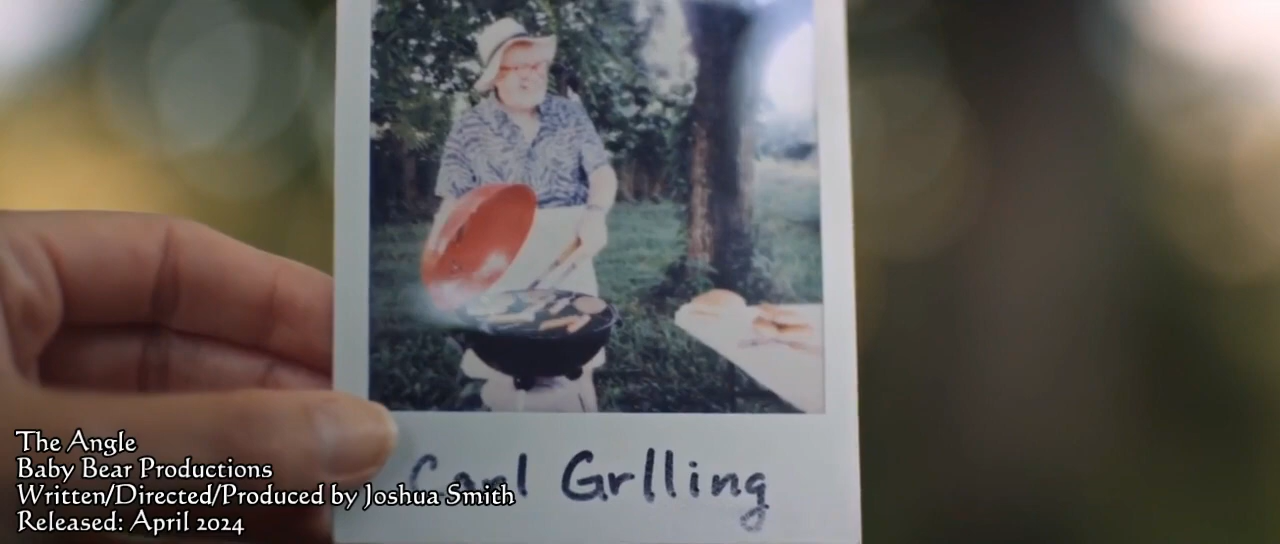 Carl Grlling
The Angle
Baby Bear Productions
Written/Directed/Produced by Joshua Smith
Released: April 2024